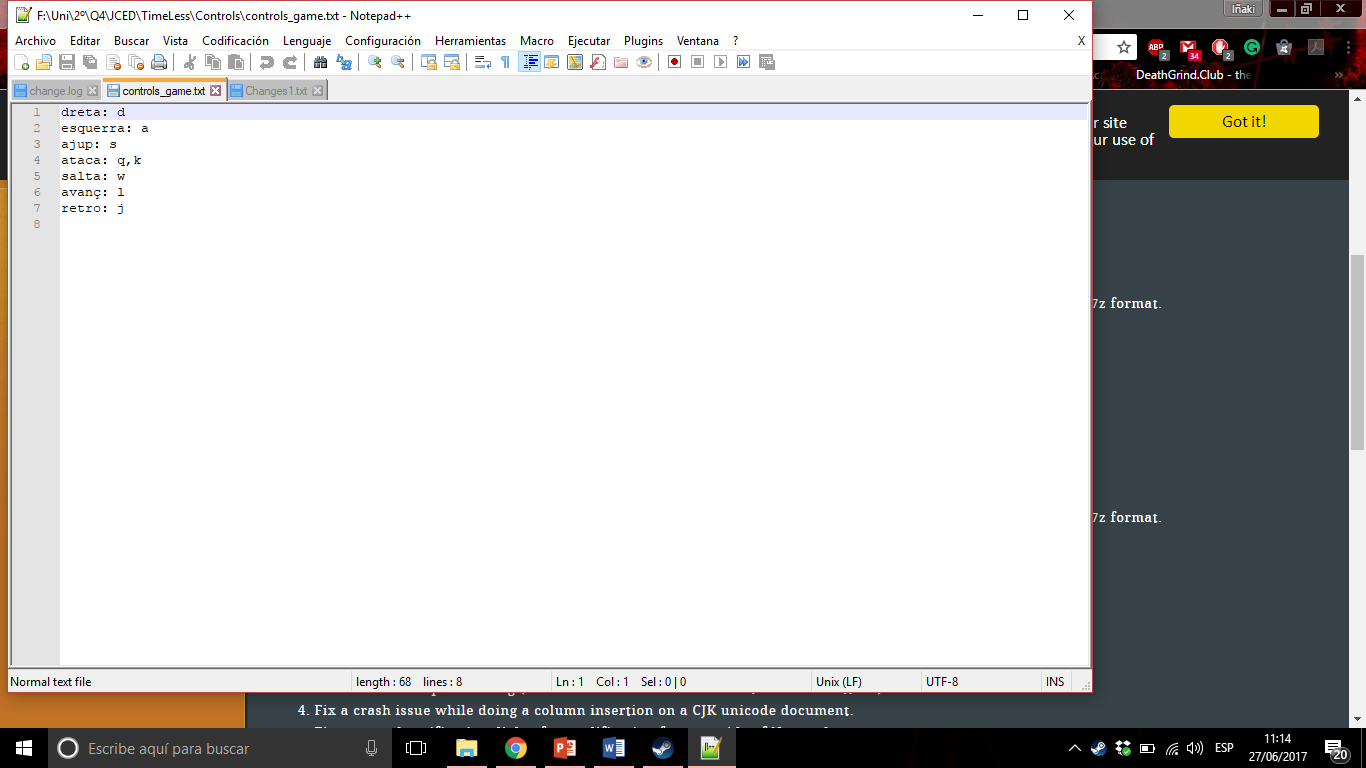 F:\Uni\2º\Q4\JCED\TimeLess\Controls\controls_game.txt - Notepad++
Iñaki
Archivo Editar Buscar Vista Codificación Lenguaje Configuración Herramientas Macro Ejecutar Plugins Ventana ? X
ABP 2 34 2
DeathGrind.Club - the
change.log controls_game.txt Changes1.txt
1 dreta: d
2 esquerra: a
3 ajup: s
4 ataca: q,k
5 salta: w
6 avanç: l
7 retro: j
8
r site
ur use of
Got it!
7z format.
7z format.
Normal text file length : 68 lines : 8 Ln : 1 Col : 1 Sel : 0 | 0 Unix (LF) UTF-8 INS
4. Fix a crash issue while doing a column insertion on a CJK unicode document.
Escribe aquí para buscar
ESP
11:14
27/06/2017
20